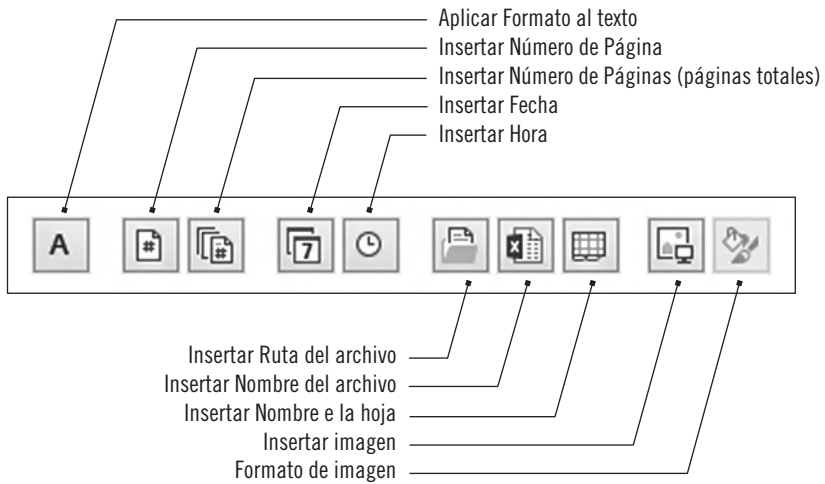 Aplicar Formato al texto
Insertar Número de Página
Insertar Número de Páginas (páginas totales)
Insertar Fecha
Insertar Hora
A # # 7 X
Insertar Ruta del archivo
Insertar Nombre del archivo
Insertar Nombre e la hoja
Insertar imagen
Formato de imagen